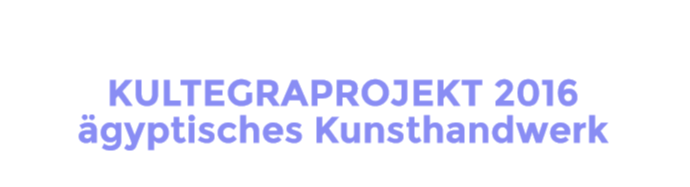 KULTEGRAPROJEKT 2016
ägyptisches Kunsthandwerk